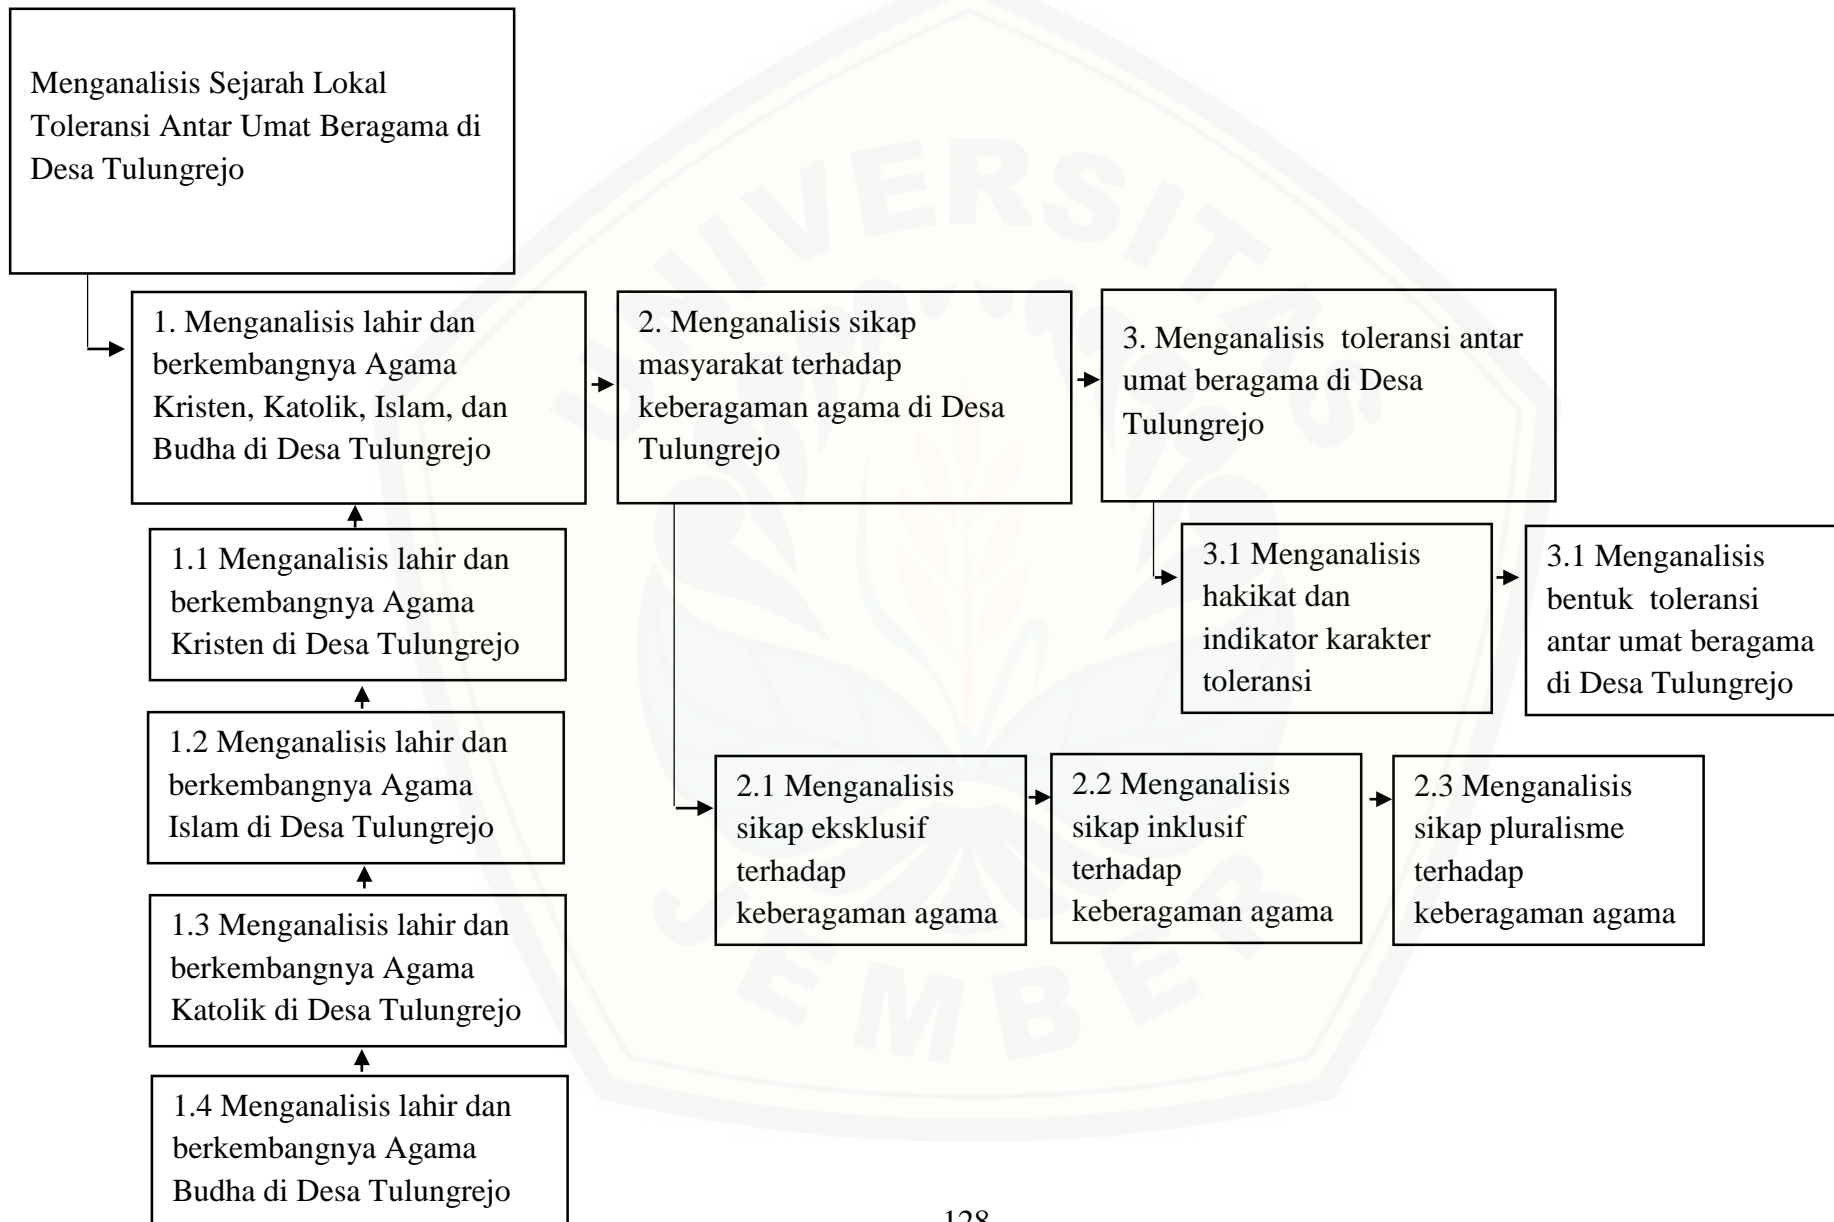 Menganalisis Sejarah Lokal
Toleransi Antar Umat Beragama di
Desa Tulungrejo
1. Menganalisis lahir dan
berkembangnya Agama
Kristen, Katolik, Islam, dan
Budha di Desa Tulungrejo
2. Menganalisis sikap
masyarakat terhadap
keberagaman agama di Desa
Tulungrejo
3. Menganalisis toleransi antar
umat beragama di Desa
Tulungrejo
1.1 Menganalisis lahir dan
berkembangnya Agama
Kristen di Desa Tulungrejo
3.1 Menganalisis
hakikat dan
indikator karakter
toleransi
3.1 Menganalisis
bentuk toleransi
antar umat beragama
di Desa Tulungrejo
1.2 Menganalisis lahir dan
berkembangnya Agama
Islam di Desa Tulungrejo
2.1 Menganalisis
sikap eksklusif
terhadap
keberagaman agama
2.2 Menganalisis
sikap inklusif
terhadap
keberagaman agama
2.3 Menganalisis
sikap pluralisme
terhadap
keberagaman agama
1.3 Menganalisis lahir dan
berkembangnya Agama
Katolik di Desa Tulungrejo
1.4 Menganalisis lahir dan
berkembangnya Agama
Budha di Desa Tulungrejo
128
UNIVERSITAS
JEMBER